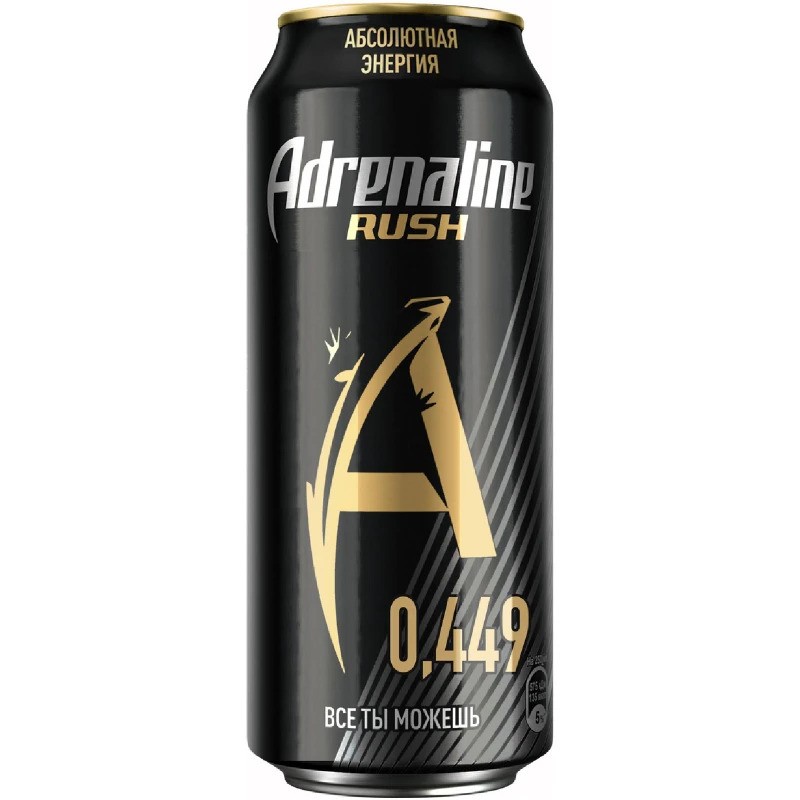 АБСОЛЮТНАЯ
ЭНЕРГИЯ
Adrenaline
RUSH
A
0,449
ВСЕ ТЫ МОЖЕШЬ